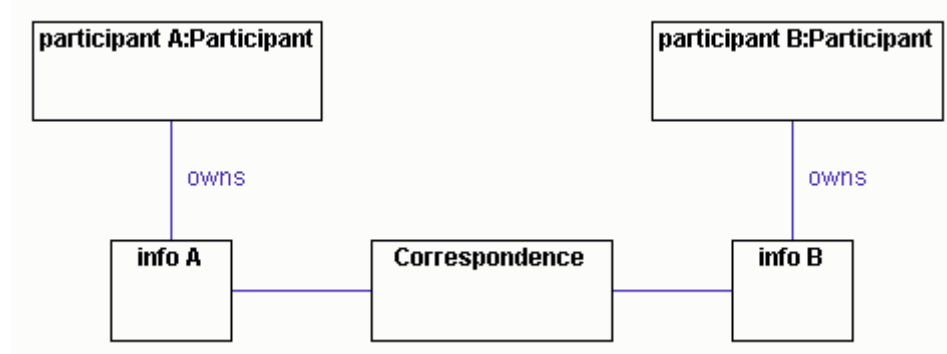 participant A:Participant
participant B:Participant
owns
owns
info A
Correspondence
info B